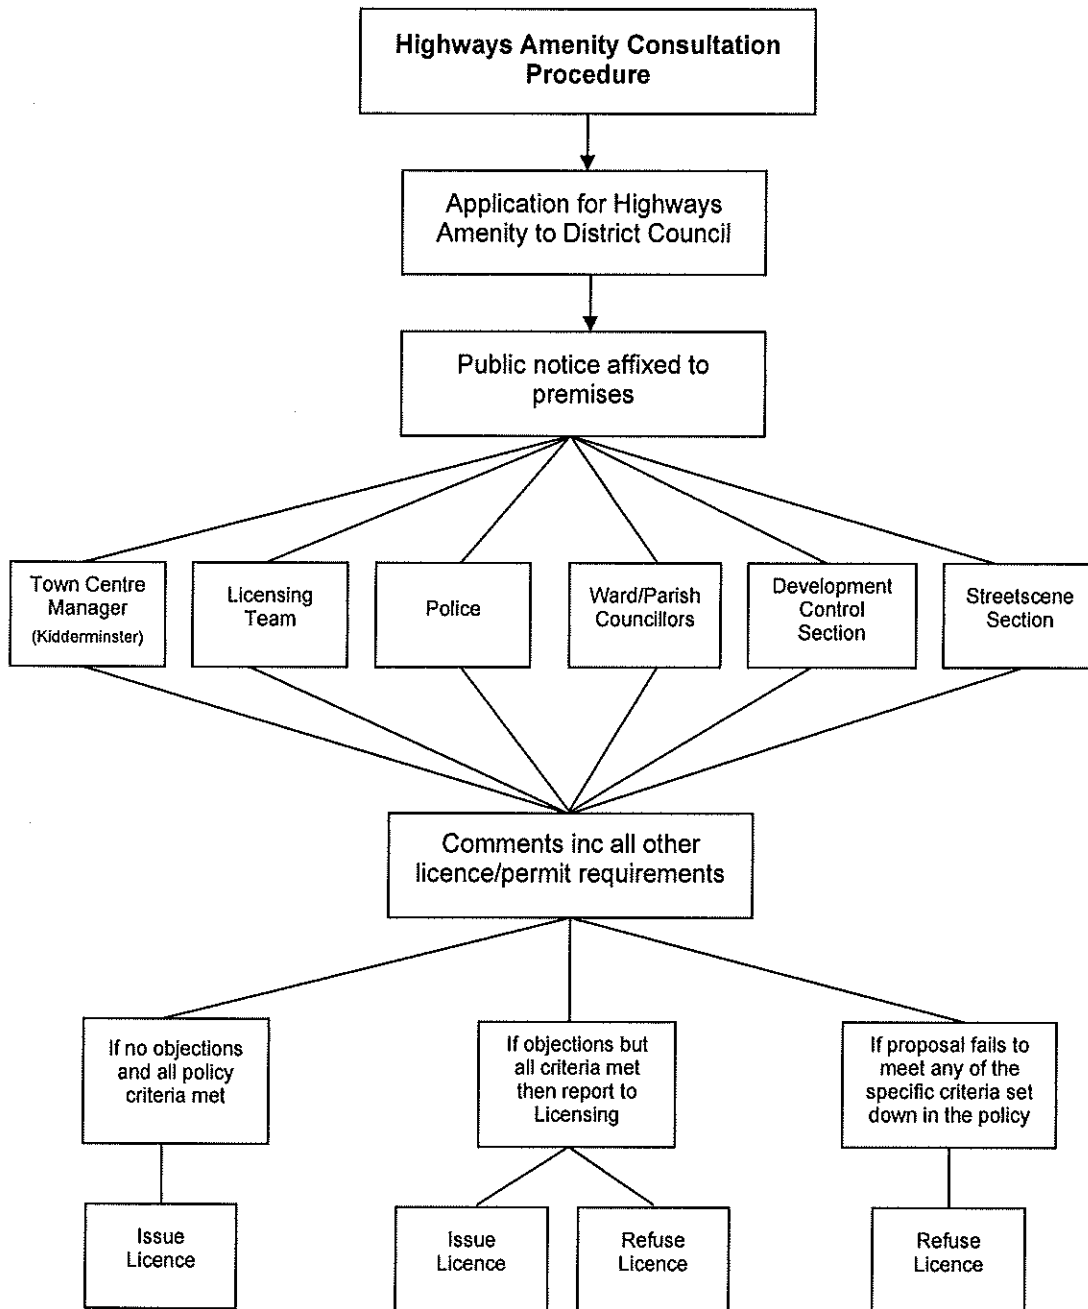 Highways Amenity Consultation
Procedure
Application for Highways
Amenity to District Council
Public notice affixed to
premises
Town Centre
Manager
(Kidderminster)
Licensing
Team
Police
Ward/Parish
Councillors
Development
Control
Section
Streetscene
Section
Comments inc all other
licence/permit requirements
If no objections
and all policy
criteria met
If objections but
all criteria met
then report to
Licensing
If proposal fails to
meet any of the
specific criteria set
down in the policy
Issue
Licence
Issue
Licence
Refuse
Licence
Refuse
Licence